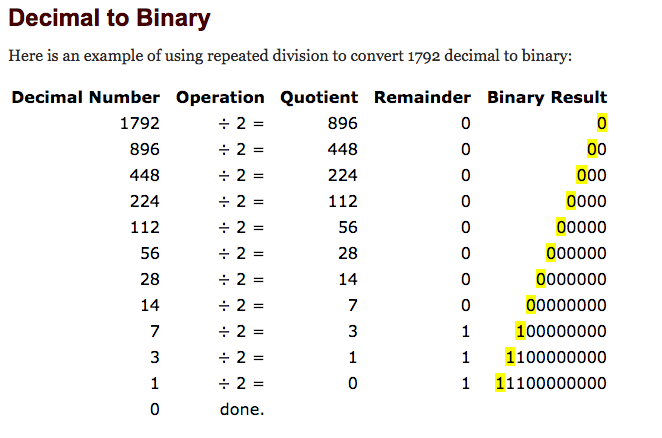 Decimal to Binary
Here is an example of using repeated division to convert 1792 decimal to binary:
Decimal Number Operation Quotient Remainder Binary Result
1792 ÷ 2 = 896 0 0
896 ÷ 2 = 448 0 00
448 ÷ 2 = 224 0 000
224 ÷ 2 = 112 0 0000
112 ÷ 2 = 56 0 00000
56 ÷ 2 = 28 0 000000
28 ÷ 2 = 14 0 0000000
14 ÷ 2 = 7 0 00000000
7 ÷ 2 = 3 1 100000000
3 ÷ 2 = 1 1 1100000000
1 ÷ 2 = 0 1 11100000000
0 done.